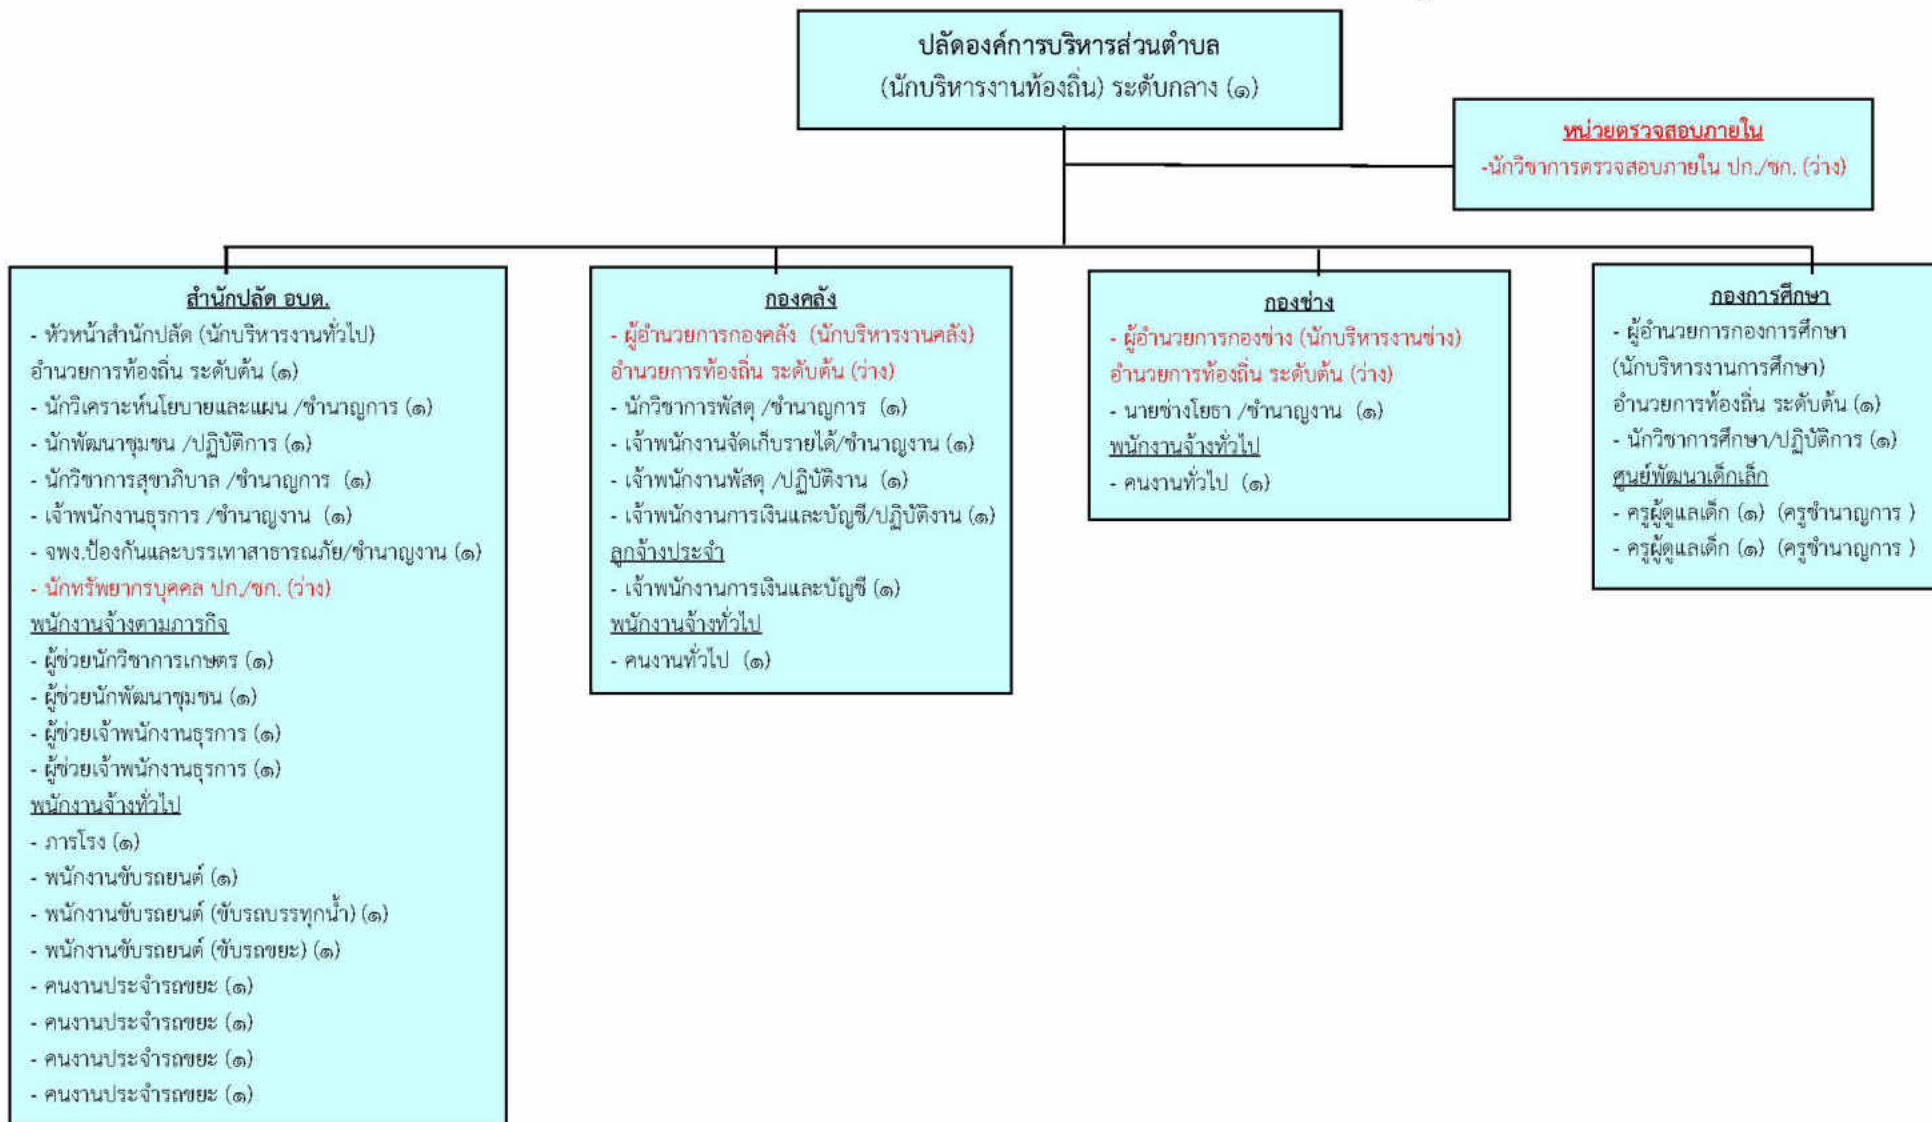 ปลัดองค์การบริหารส่วนตำบล
(นักบริหารงานท้องถิ่น) ระดับกลาง (๑)
หน่วยตรวจสอบภายใน
-นักวิชาการตรวจสอบภายใน ปก./ชก. (ว่าง)
สำนักปลัด อบต.
- หัวหน้าสำนักปลัด (นักบริหารงานทั่วไป)
อำนวยการท้องถิ่น ระดับต้น (๑)
- นักวิเคราะห์นโยบายและแผน /ชำนาญการ (๑)
- นักพัฒนาชุมชน /ปฏิบัติการ (๑)
- นักวิชาการสุขาภิบาล /ชำนาญการ (๑)
- เจ้าพนักงานธุรการ /ชำนาญงาน (๑)
- จพง.ป้องกันและบรรเทาสาธารณภัย/ชำนาญงาน (๑)
- นักทรัพยากรบุคคล ปก./ชก. (ว่าง)
พนักงานจ้างตามภารกิจ
- ผู้ช่วยนักวิชาการเกษตร (๑)
- ผู้ช่วยนักพัฒนาชุมชน (๑)
- ผู้ช่วยเจ้าพนักงานธุรการ (๑)
- ผู้ช่วยเจ้าพนักงานธุรการ (๑)
พนักงานจ้างทั่วไป
- ภารโรง (๑)
- พนักงานขับรถยนต์ (๑)
- พนักงานขับรถยนต์ (ขับรถบรรทุกน้ำ) (๑)
- พนักงานขับรถยนต์ (ขับรถขยะ) (๑)
- คนงานประจำรถขยะ (๑)
- คนงานประจำรถขยะ (๑)
- คนงานประจำรถขยะ (๑)
- คนงานประจำรถขยะ (๑)
กองคลัง
- ผู้อำนวยการกองคลัง (นักบริหารงานคลัง)
อำนวยการท้องถิ่น ระดับต้น (ว่าง)
- นักวิชาการพัสดุ /ชำนาญการ (๑)
- เจ้าพนักงานจัดเก็บรายได้/ชำนาญงาน (๑)
- เจ้าพนักงานพัสดุ /ปฏิบัติงาน (๑)
- เจ้าพนักงานการเงินและบัญชี/ปฏิบัติงาน (๑)
ลูกจ้างประจำ
- เจ้าพนักงานการเงินและบัญชี (๑)
พนักงานจ้างทั่วไป
- คนงานทั่วไป (๑)
กองช่าง
- ผู้อำนวยการกองช่าง (นักบริหารงานช่าง)
อำนวยการท้องถิ่น ระดับต้น (ว่าง)
- นายช่างโยธา /ชำนาญงาน (๑)
พนักงานจ้างทั่วไป
- คนงานทั่วไป (๑)
กองการศึกษา
- ผู้อำนวยการกองการศึกษา
(นักบริหารงานการศึกษา)
อำนวยการท้องถิ่น ระดับต้น (๑)
- นักวิชาการศึกษา/ปฏิบัติการ (๑)
ศูนย์พัฒนาเด็กเล็ก
- ครูผู้ดูแลเด็ก (๑) (ครูชำนาญการ )
- ครูผู้ดูแลเด็ก (๑) (ครูชำนาญการ )